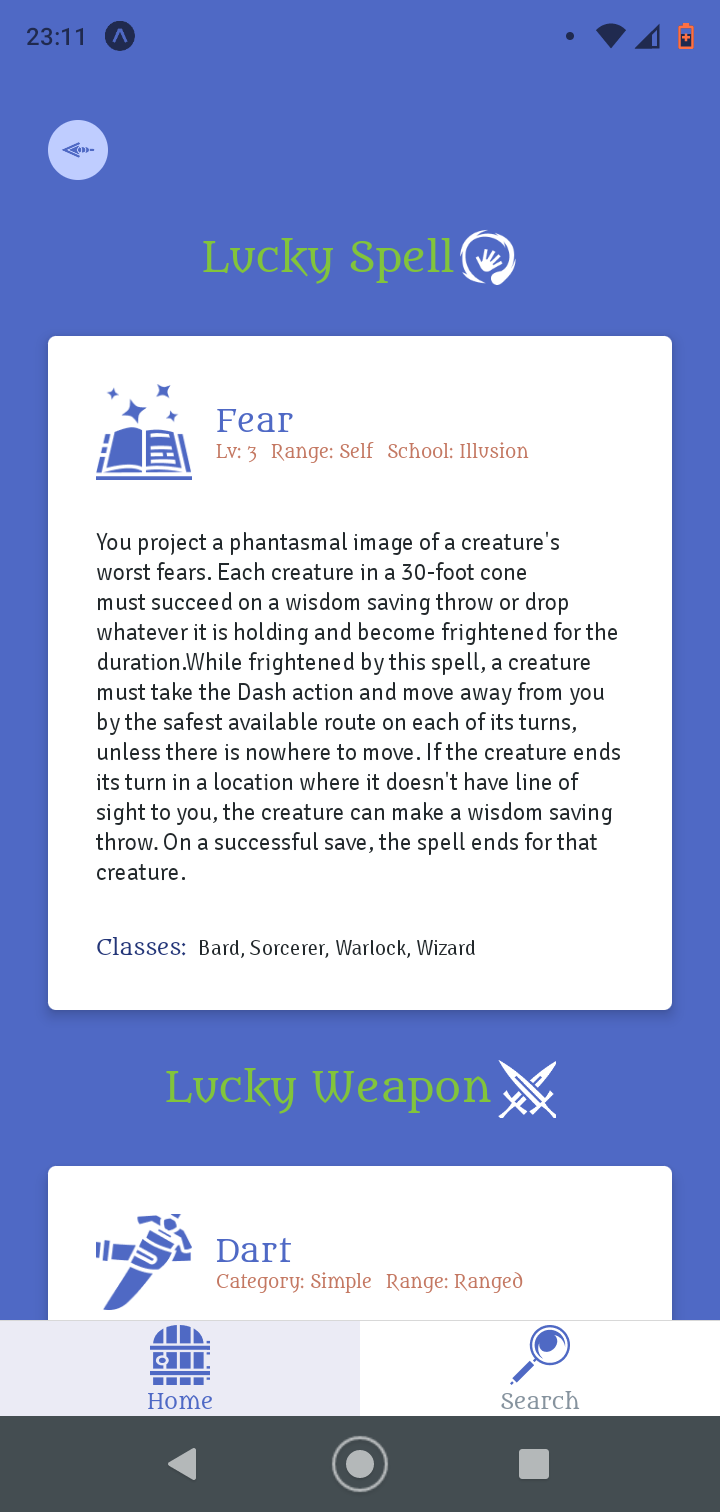 23:11
Lucky Spell
Fear
Lv: 3 Range: Self School: Illusion
You project a phantasmal image of a creature's
worst fears. Each creature in a 30-foot cone
must succeed on a wisdom saving throw or drop
whatever it is holding and become frightened for the
duration.While frightened by this spell, a creature
must take the Dash action and move away from you
by the safest available route on each of its turns,
unless there is nowhere to move. If the creature ends
its turn in a location where it doesn't have line of
sight to you, the creature can make a wisdom saving
throw. On a successful save, the spell ends for that
creature.
Classes: Bard, Sorcerer, Warlock, Wizard
Lucky Weapon
Dart
Category: Simple Range: Ranged
Home
Search